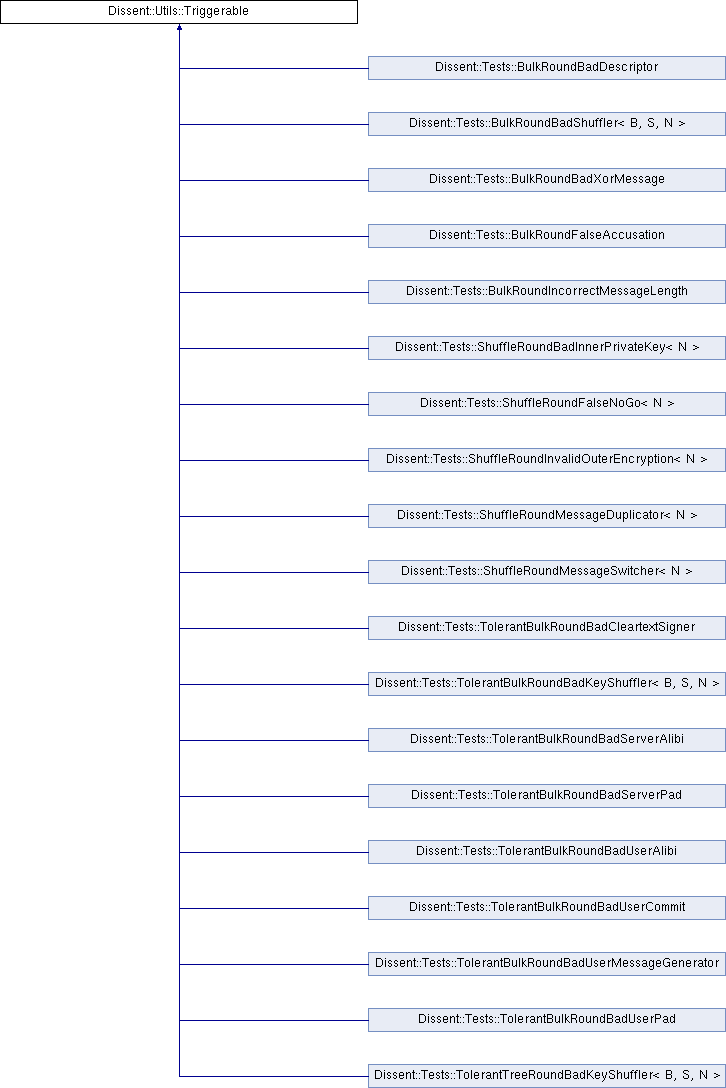 Dissent::Utils::Triggerable
Dissent::Tests::BulkRoundBadDescriptor
Dissent::Tests::BulkRoundBadShuffler< B, S, N >
Dissent::Tests::BulkRoundBadXorMessage
Dissent::Tests::BulkRoundFalseAccusation
Dissent::Tests::BulkRoundIncorrectMessageLength
Dissent::Tests::ShuffleRoundBadInnerPrivateKey< N >
Dissent::Tests::ShuffleRoundFalseNoGo< N >
Dissent::Tests::ShuffleRoundInvalidOuterEncryption< N >
Dissent::Tests::ShuffleRoundMessageDuplicator< N >
Dissent::Tests::ShuffleRoundMessageSwitcher< N >
Dissent::Tests::TolerantBulkRoundBadCleartextSigner
Dissent::Tests::TolerantBulkRoundBadKeyShuffler< B, S, N >
Dissent::Tests::TolerantBulkRoundBadServerAlibi
Dissent::Tests::TolerantBulkRoundBadServerPad
Dissent::Tests::TolerantBulkRoundBadUserAlibi
Dissent::Tests::TolerantBulkRoundBadUserCommit
Dissent::Tests::TolerantBulkRoundBadUserMessageGenerator
Dissent::Tests::TolerantBulkRoundBadUserPad
Dissent::Tests::TolerantTreeRoundBadKeyShuffler< B, S, N >